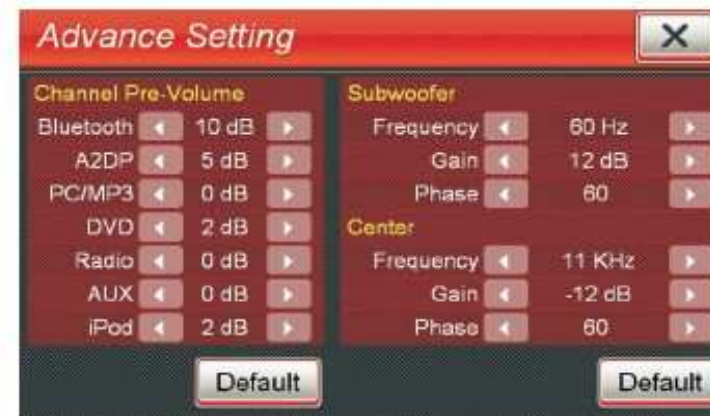 Advance Setting
Channel Pre-Volume
Bluetooth 10 dB
A2DP 5 dB
PC/MP3 0 dB
DVD 2 dB
Radio 0 dB
AUX 0 dB
iPod 2 dB
Default
Subwoofer
Frequency 60 Hz
Gain 12 dB
Phase 60
Center
Frequency 11 KHz
Gain -12 dB
Phase 60
Default